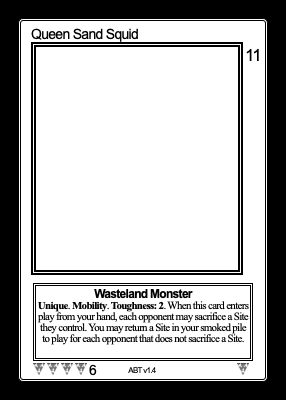 Queen Sand Squid
11
Wasteland Monster
Unique. Mobility. Toughness: 2. When this card enters
play from your hand, each opponent may sacrifice a Site
they control. You may return a Site in your smoked pile
to play for each opponent that does not sacrifice a Site.
6
ABT v1.4